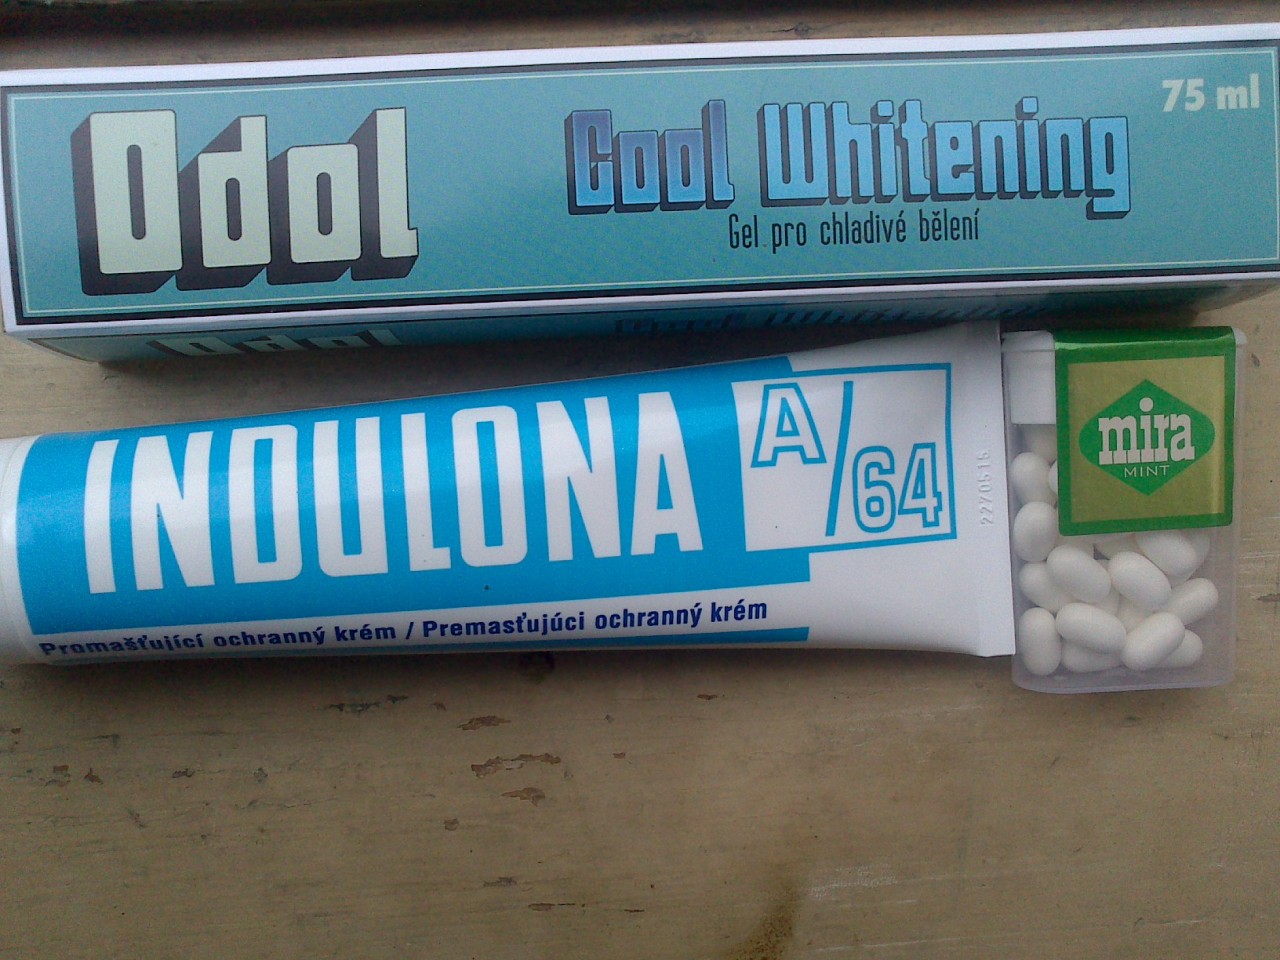 Odol
Cool Whitening
75 ml
Gel pro chladivé bělení
Odol
INDULONA
A/64
Promašťující ochranný krém / Premasťujúci ochranný krém
mira
MINT